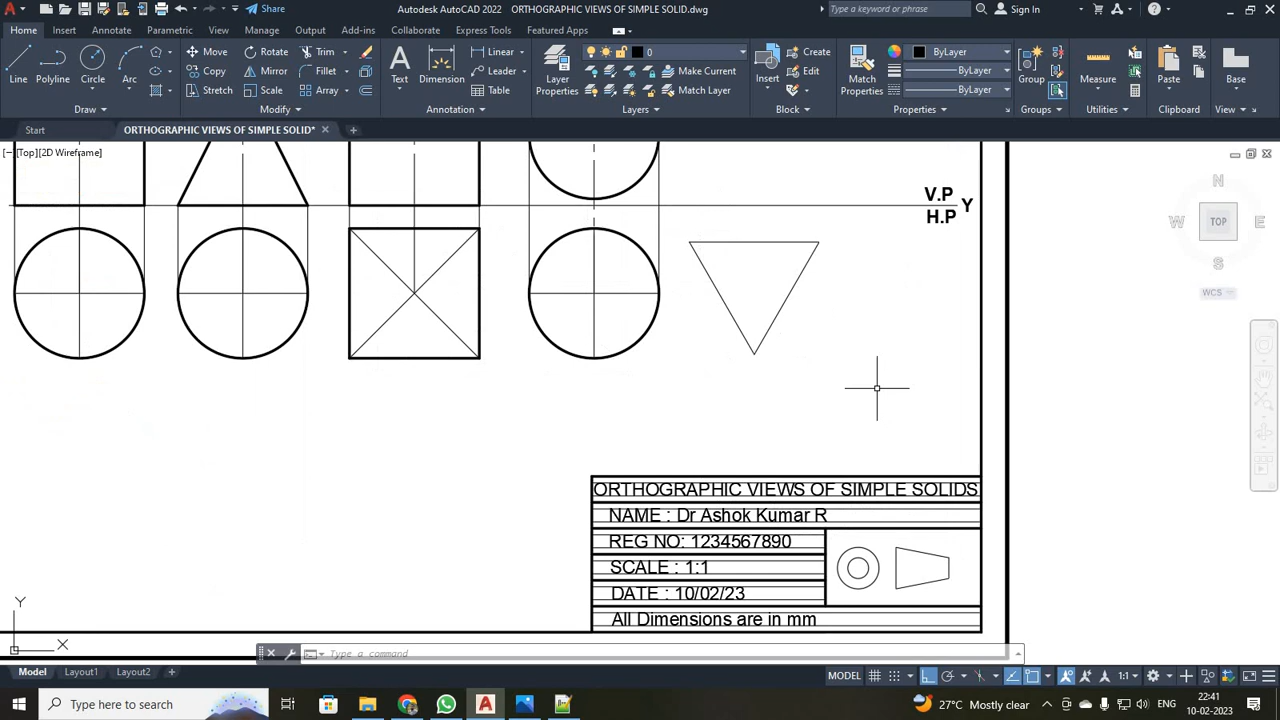 Share
Autodesk AutoCAD 2022 ORTHOGRAPHIC VIEWS OF SIMPLE SOLID.dwg
Type a keyword or phrase
Sign In
Home Insert Annotate Parametric View Manage Output Add-ins Collaborate Express Tools Featured Apps
Line Polyline Circle Arc
Move Rotate Trim
Copy Mirror Fillet
Stretch Scale Array
Text Dimension
Linear
Leader
Table
Layer Properties
0
Make Current
Match Layer
Insert
Create
Edit
Match Properties
ByLayer
ByLayer
ByLayer
Group
Measure
Paste
Base
Draw Modify Annotation Layers Block Properties Groups Utilities Clipboard View
Start ORTHOGRAPHIC VIEWS OF SIMPLE SOLID*
[−][Top][2D Wireframe]
N
W TOP E
S
WCS
V.P
H.P Y
ORTHOGRAPHIC VIEWS OF SIMPLE SOLIDS
NAME : Dr Ashok Kumar R
REG NO: 1234567890
SCALE : 1:1
DATE : 10/02/23
All Dimensions are in mm
Y
X
Type a command
Model Layout1 Layout2
MODEL
1:1
Type here to search
27°C Mostly clear
ENG
22:41
10-02-2023